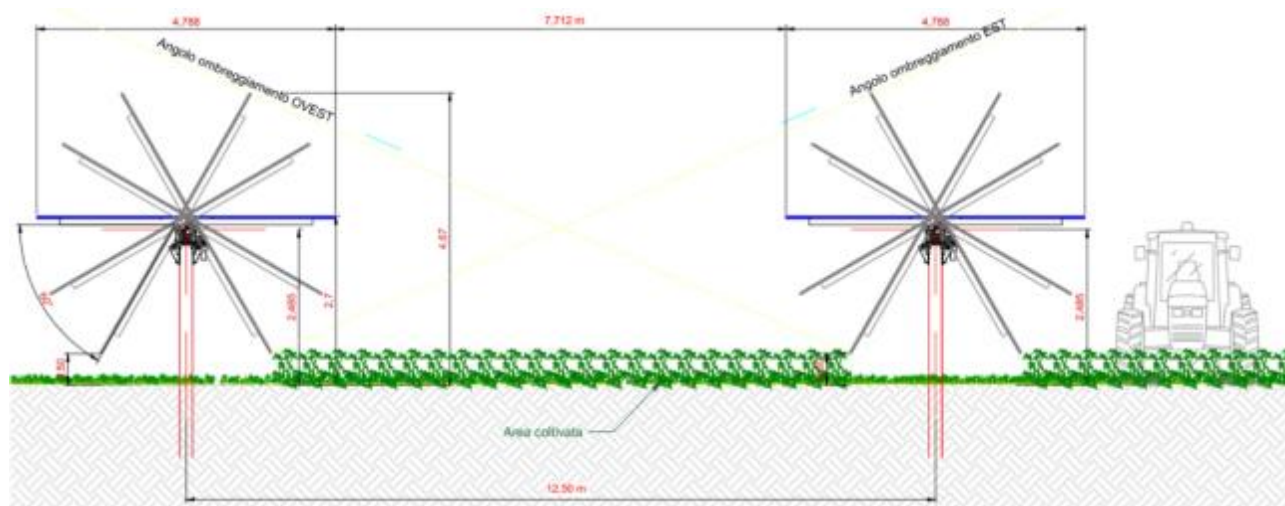 4,788
7,712 m
4,788
Angolo ombreggiamento OVEST
Angolo ombreggiamento EST
4,67
2,485
2,7
2,485
Area coltivata
12,50 m